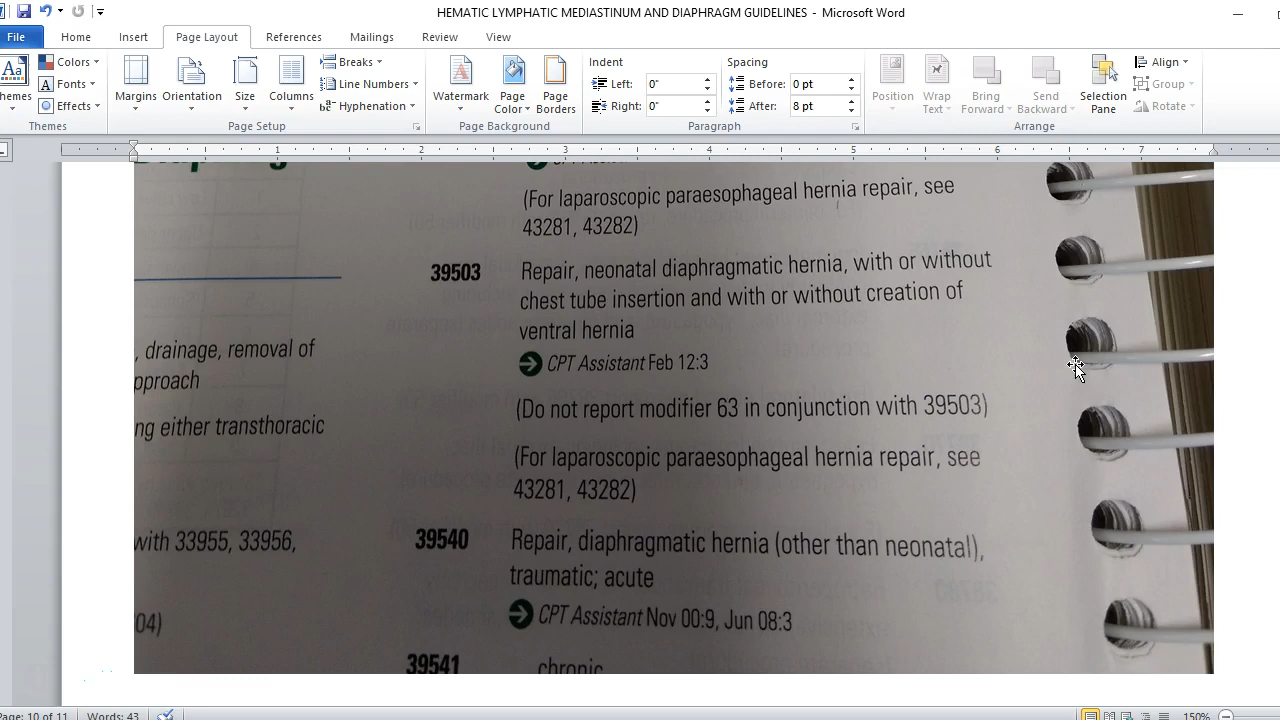 HEMATIC LYMPHATIC MEDIASTINUM AND DIAPHRAGM GUIDELINES - Microsoft Word
File Home Insert Page Layout References Mailings Review View
Colors
Fonts
Effects
Themes
Margins Orientation Size Columns
Breaks
Line Numbers
Hyphenation
Page Setup
Watermark Page Color Page Borders
Page Background
Indent
Left: 0"
Right: 0"
Spacing
Before: 0 pt
After: 8 pt
Paragraph
Position Wrap Text Bring Forward Send Backward Selection Pane
Align
Group
Rotate
Arrange
1 2 3 4 5 6 7
(For laparoscopic paraesophageal hernia repair, see
43281, 43282)
39503 Repair, neonatal diaphragmatic hernia, with or without
chest tube insertion and with or without creation of
ventral hernia
CPT Assistant Feb 12:3
(Do not report modifier 63 in conjunction with 39503)
(For laparoscopic paraesophageal hernia repair, see
43281, 43282)
39540 Repair, diaphragmatic hernia (other than neonatal),
traumatic; acute
CPT Assistant Nov 00:9, Jun 08:3
39541 chronic
, drainage, removal of
pproach
ng either transthoracic
with 33955, 33956,
04)
Page: 10 of 11 Words: 43 150%